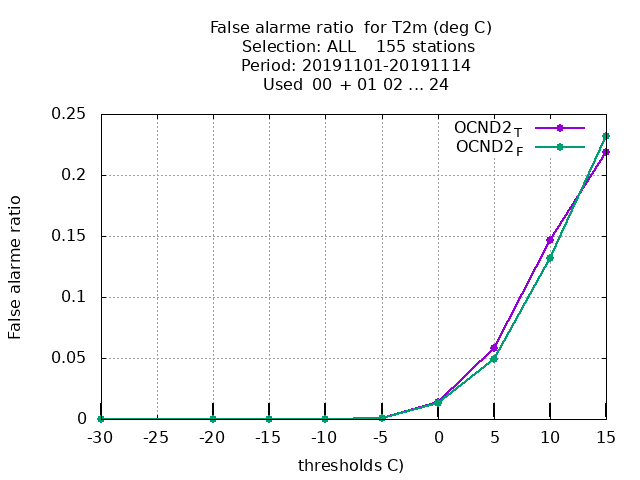 False alarme ratio  for T2m (deg C)
Selection: ALL    155 stations
Period: 20191101-20191114
Used  00  + 01 02 ... 24
0.25
0.2
0.15
0.1
0.05
0
False alarme ratio
OCND2T
OCND2F
-30 -25 -20 -15 -10 -5 0 5 10 15
thresholds C)